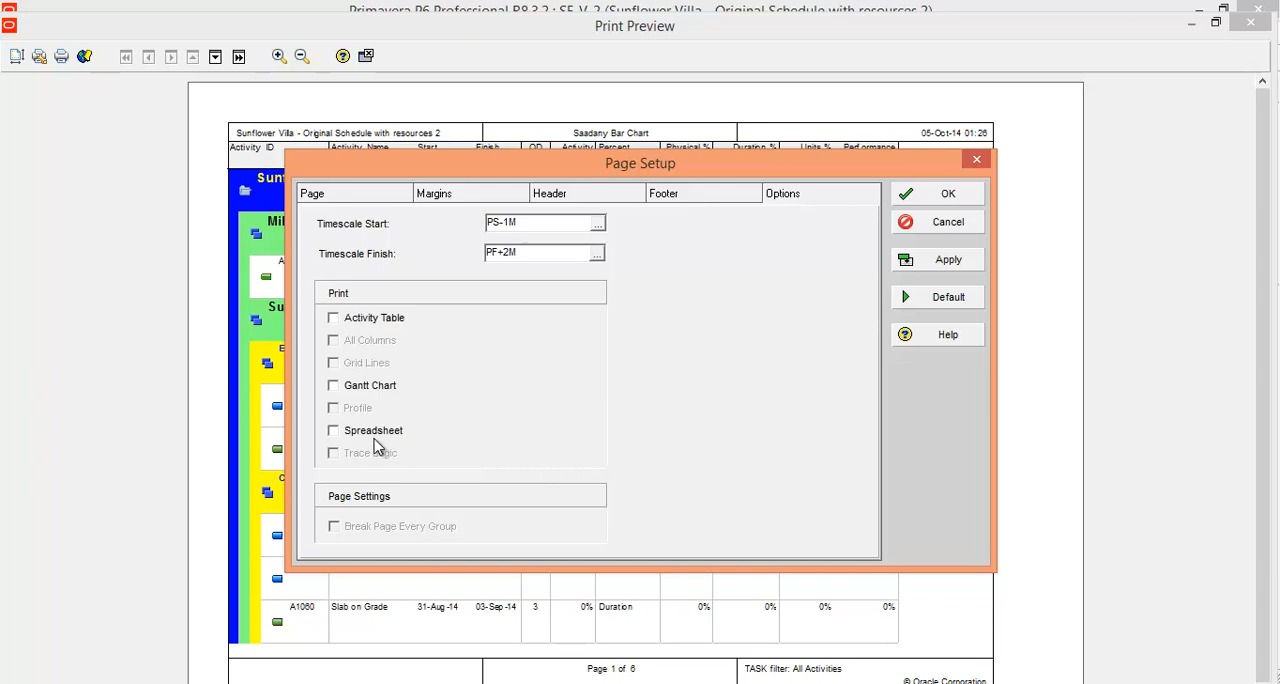 Primavera P6 Professional R8.3.2 : SF-V-2 (Sunflower Villa - Original Schedule with resources 2)
Print Preview
Sunflower Villa - Original Schedule with resources 2 Saadany Bar Chart 05-Oct-14 01:26
Activity ID Activity Name Start Finish OD Activity Percent Physical % Duration % Units % Performance
Page Setup
Sunf
Page Margins Header Footer Options
OK
Mil
Timescale Start: PS-1M ...
Cancel
Timescale Finish: PF+2M ...
A
Apply
Print
Default
Su
Activity Table
Help
All Columns
E
Grid Lines
Gantt Chart
Profile
Spreadsheet
Trace
Page Settings
Break Page Every Group
A1060 Slab on Grade 31-Aug-14 03-Sep-14 3 0% Duration 0% 0% 0% 0%
Page 1 of 6 TASK filter: All Activities
© Oracle Corporation